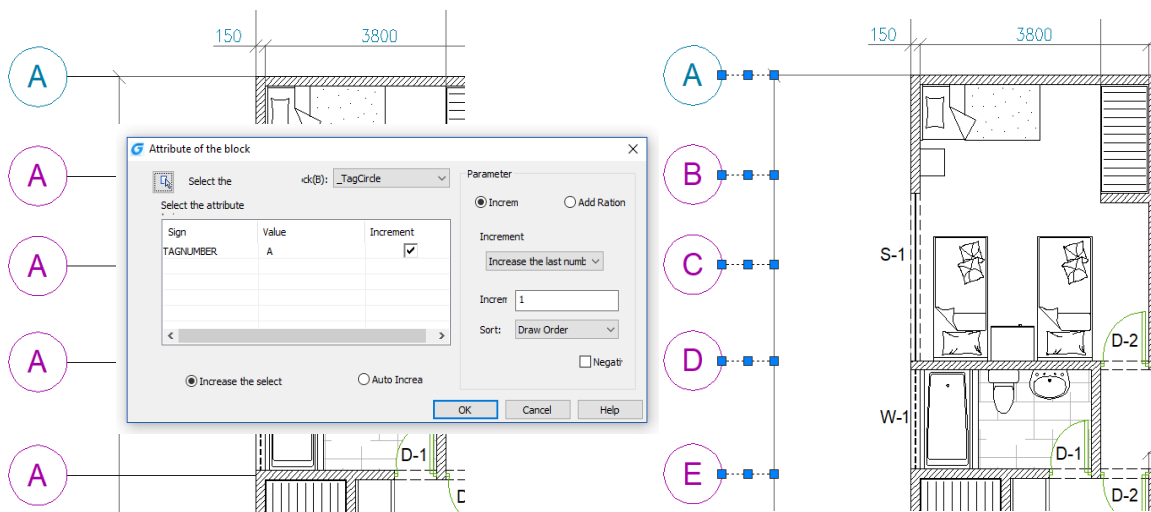 150
3800
A
A
A
A
A
Attribute of the block
Select the
ck(B):
_TagCircle
Select the attribute
Sign
Value
Increment
TAGNUMBER
A
Increase the select
Auto Increa
Parameter
Increm
Add Ration
Increment
Increase the last numb
Increm
1
Sort:
Draw Order
Negati
OK
Cancel
Help
D-1
D
150
3800
A
B
C
D
E
S-1
D-2
W-1
D-1
D-2